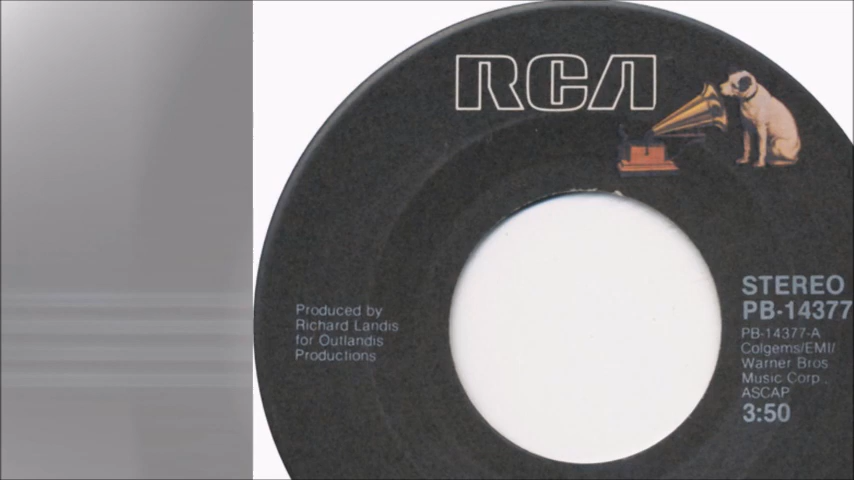 RCA
Produced by
Richard Landis
for Outlandis
Productions
STEREO
PB-14377
PB-14377-A
Colgems/EMI/
Warner Bros
Music Corp.,
ASCAP
3:50